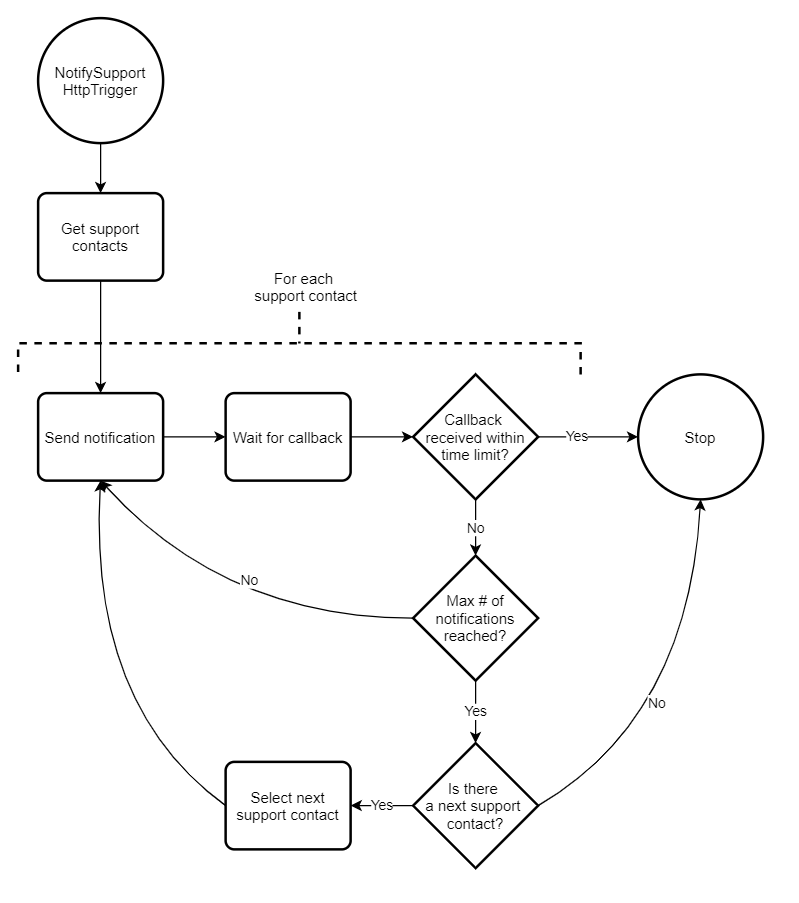 NotifySupport
HttpTrigger
Get support
contacts
For each
support contact
Send notification
Wait for callback
Callback
received within
time limit?
Yes
Stop
No
Max # of
notifications
reached?
No
Yes
Is there
a next support
contact?
Yes
Select next
support contact
No